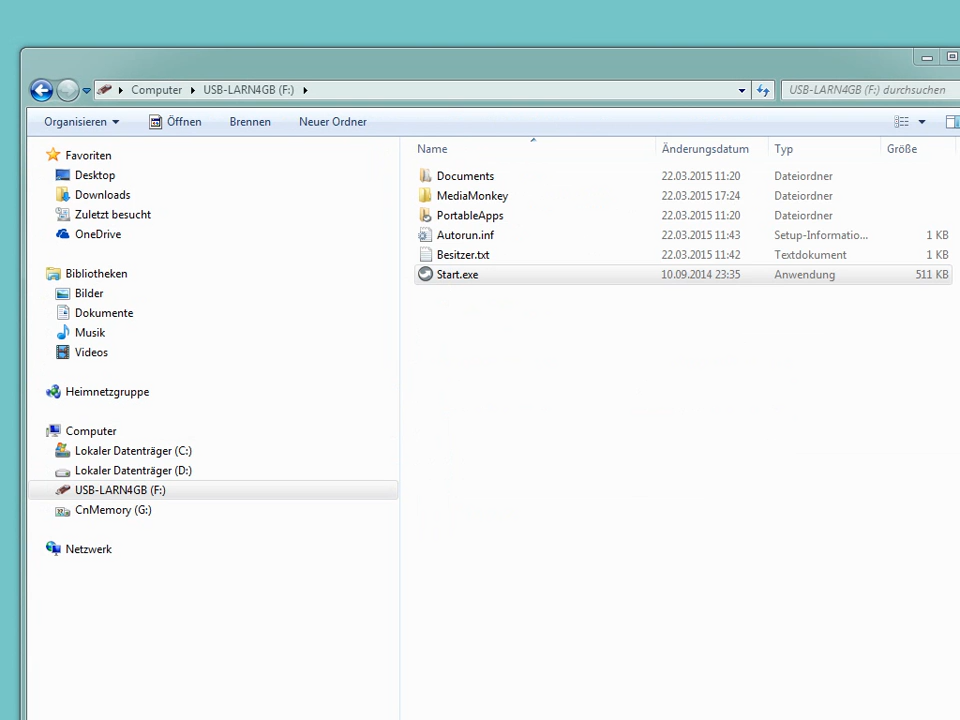 Computer USB-LARN4GB (F:) USB-LARN4GB (F:) durchsuchen
Organisieren Öffnen Brennen Neuer Ordner
Favoriten
Desktop
Downloads
Zuletzt besucht
OneDrive
Bibliotheken
Bilder
Dokumente
Musik
Videos
Heimnetzgruppe
Computer
Lokaler Datenträger (C:)
Lokaler Datenträger (D:)
USB-LARN4GB (F:)
CnMemory (G:)
Netzwerk
Name Änderungsdatum Typ Größe
Documents 22.03.2015 11:20 Dateiordner
MediaMonkey 22.03.2015 17:24 Dateiordner
PortableApps 22.03.2015 11:20 Dateiordner
Autorun.inf 22.03.2015 11:43 Setup-Informatio... 1 KB
Besitzer.txt 22.03.2015 11:42 Textdokument 1 KB
Start.exe 10.09.2014 23:35 Anwendung 511 KB